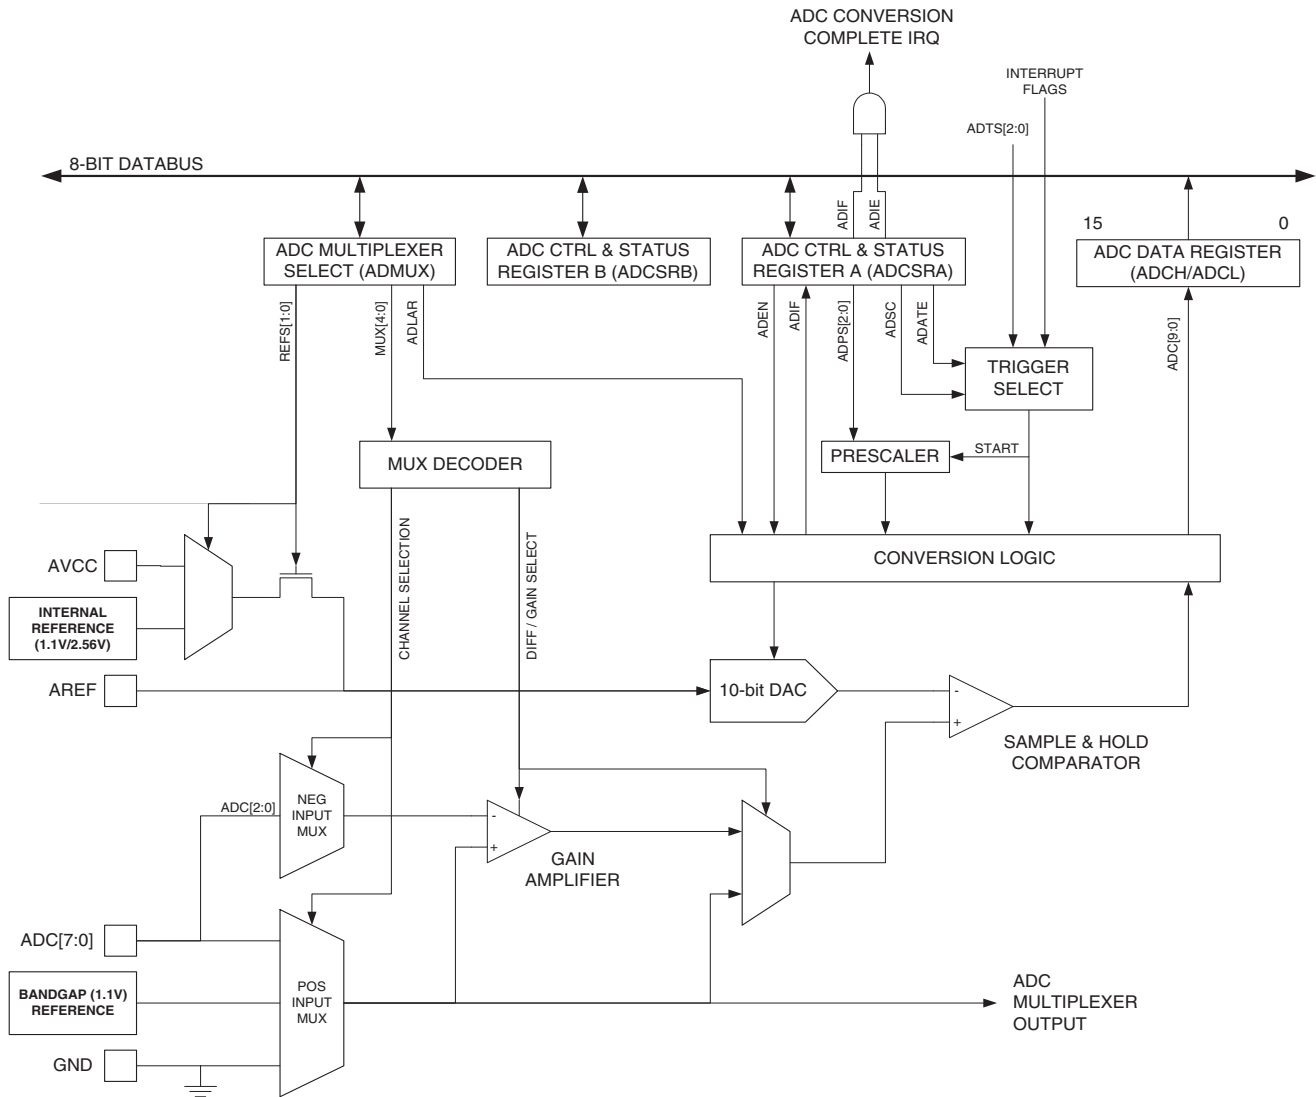 ADC CONVERSION
COMPLETE IRQ
INTERRUPT
FLAGS
ADTS[2:0]
8-BIT DATABUS
ADIF
ADIE
15
0
ADC MULTIPLEXER
SELECT (ADMUX)
ADC CTRL & STATUS
REGISTER B (ADCSRB)
ADC CTRL & STATUS
REGISTER A (ADCSRA)
ADC DATA REGISTER
(ADCH/ADCL)
REFS[1:0]
MUX[4:0]
ADLAR
ADEN
ADIF
ADPS[2:0]
ADSC
ADATE
ADC[9:0]
TRIGGER
SELECT
MUX DECODER
PRESCALER
START
CHANNEL SELECTION
DIFF / GAIN SELECT
CONVERSION LOGIC
AVCC
INTERNAL
REFERENCE
(1.1V/2.56V)
AREF
10-bit DAC
-
+
SAMPLE & HOLD
COMPARATOR
ADC[2:0]
NEG
INPUT
MUX
-
+
GAIN
AMPLIFIER
ADC[7:0]
BANDGAP (1.1V)
REFERENCE
POS
INPUT
MUX
ADC
MULTIPLEXER
OUTPUT
GND